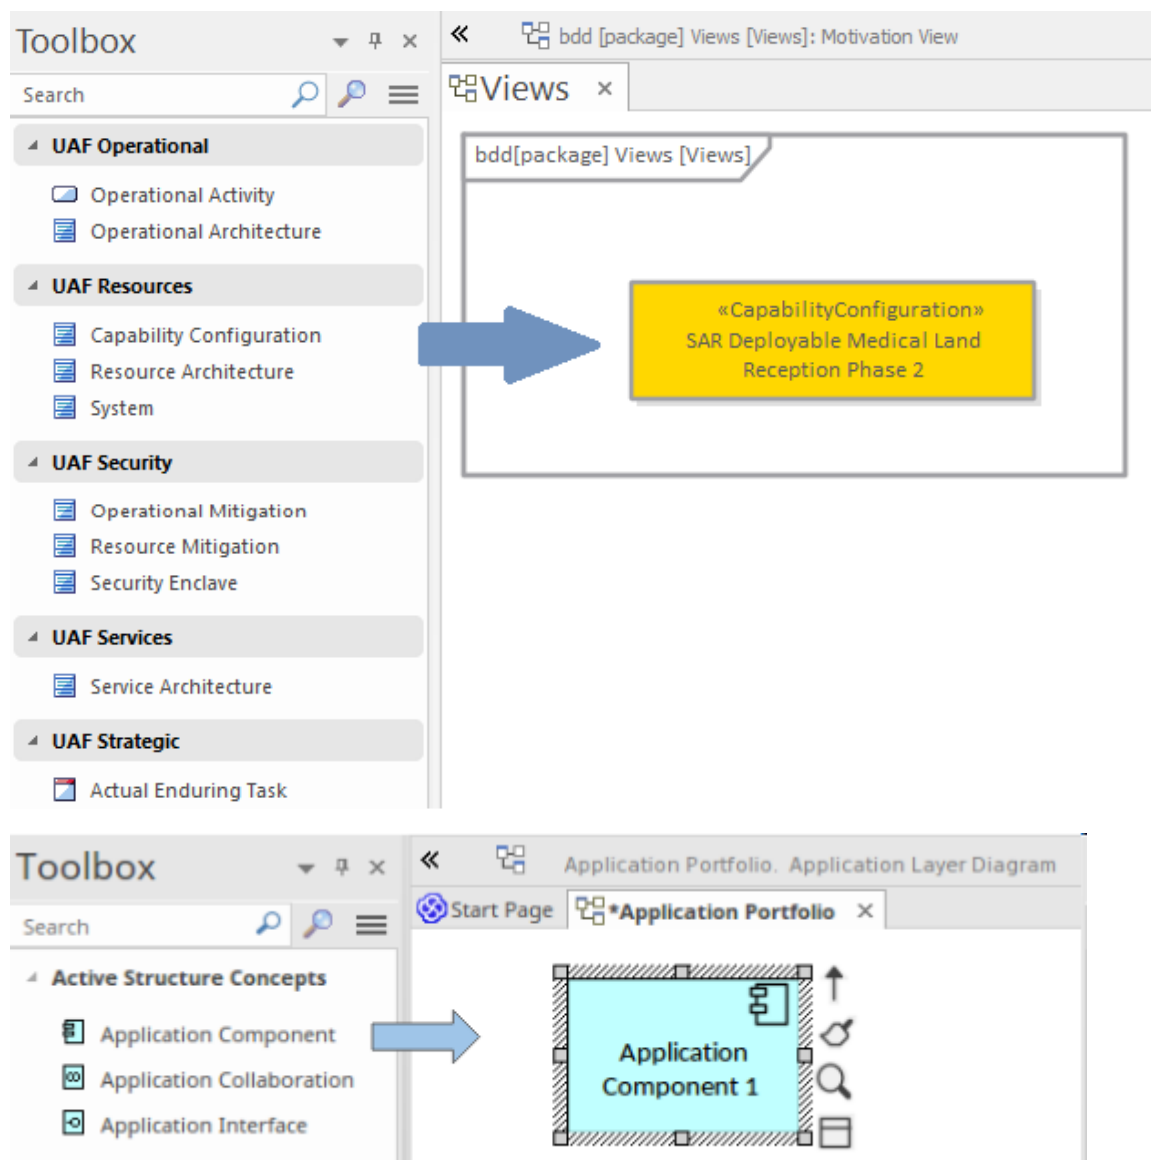 Toolbox
Search
UAF Operational
Operational Activity
Operational Architecture
UAF Resources
Capability Configuration
Resource Architecture
System
UAF Security
Operational Mitigation
Resource Mitigation
Security Enclave
UAF Services
Service Architecture
UAF Strategic
Actual Enduring Task
bdd [package] Views [Views]: Motivation View
Views
bdd[package] Views [Views]
«CapabilityConfiguration»
SAR Deployable Medical Land
Reception Phase 2
Toolbox
Search
Active Structure Concepts
Application Component
Application Collaboration
Application Interface
Application Portfolio. Application Layer Diagram
Start Page
*Application Portfolio
Application
Component 1